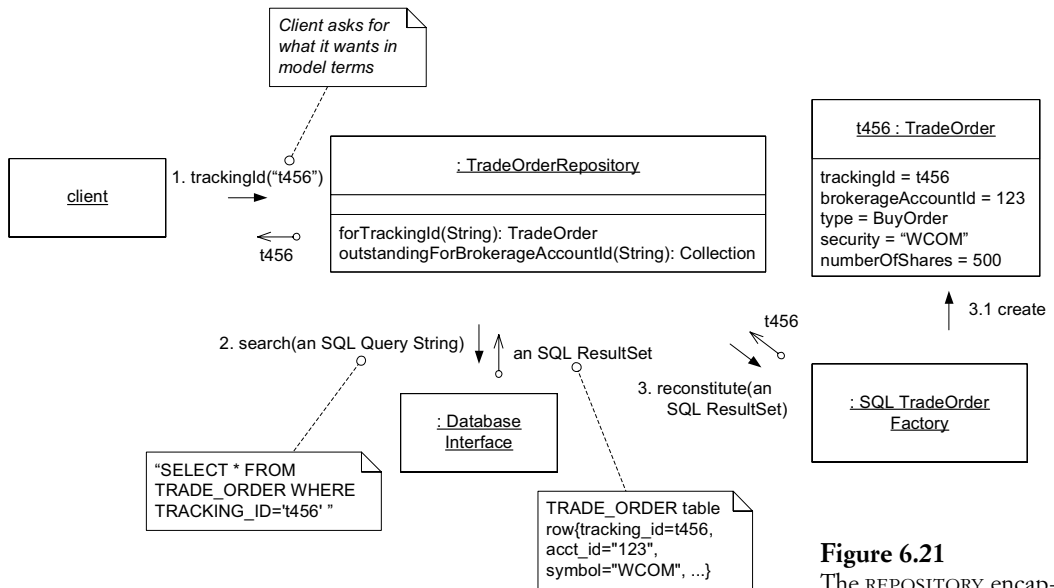 Client asks for
what it wants in
model terms
client
1. trackingId(“t456”)
t456
: TradeOrderRepository
forTrackingId(String): TradeOrder
outstandingForBrokerageAccountId(String): Collection
t456 : TradeOrder
trackingId = t456
brokerageAccountId = 123
type = BuyOrder
security = “WCOM”
numberOfShares = 500
3.1 create
t456
2. search(an SQL Query String)
an SQL ResultSet
3. reconstitute(an
SQL ResultSet)
: Database
Interface
: SQL TradeOrder
Factory
“SELECT * FROM
TRADE_ORDER WHERE
TRACKING_ID='t456' ”
TRADE_ORDER table
row{tracking_id=t456,
acct_id="123",
symbol="WCOM", ...}
Figure 6.21
The REPOSITORY encap-